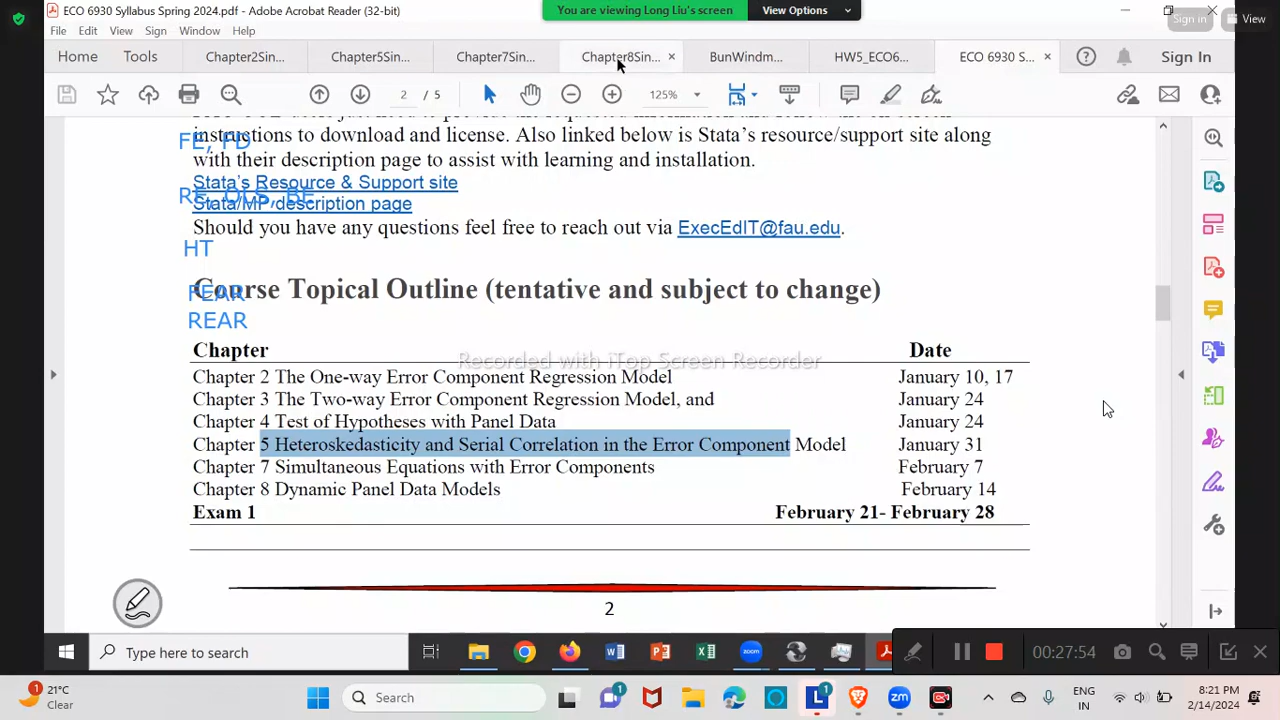 ECO 6930 Syllabus Spring 2024.pdf - Adobe Acrobat Reader (32-bit)
You are viewing Long Liu's screen
View Options
Sign in
View
File Edit View Sign Window Help
Home Tools Chapter2Sin... Chapter5Sin... Chapter7Sin... Chapter8Sin... × BunWindm... HW5_ECO6... ECO 6930 S... × Sign In
2 / 5 125%
instructions to download and license. Also linked below is Stata's resource/support site along
FE, FD
with their description page to assist with learning and installation.
Stata's Resource & Support site
RE, OLS, BE
Stata/MP description page
Should you have any questions feel free to reach out via ExecEdIT@fau.edu.
HT
Course Topical Outline (tentative and subject to change)
FEAR
REAR
Chapter Date
Recorded with iTop Screen Recorder
Chapter 2 The One-way Error Component Regression Model January 10, 17
Chapter 3 The Two-way Error Component Regression Model, and January 24
Chapter 4 Test of Hypotheses with Panel Data January 24
Chapter 5 Heteroskedasticity and Serial Correlation in the Error Component Model January 31
Chapter 7 Simultaneous Equations with Error Components February 7
Chapter 8 Dynamic Panel Data Models February 14
Exam 1 February 21- February 28
2
Type here to search
00:27:54
1
21°C
Clear
Search
1
1
ENG
IN
8:21 PM
2/14/2024